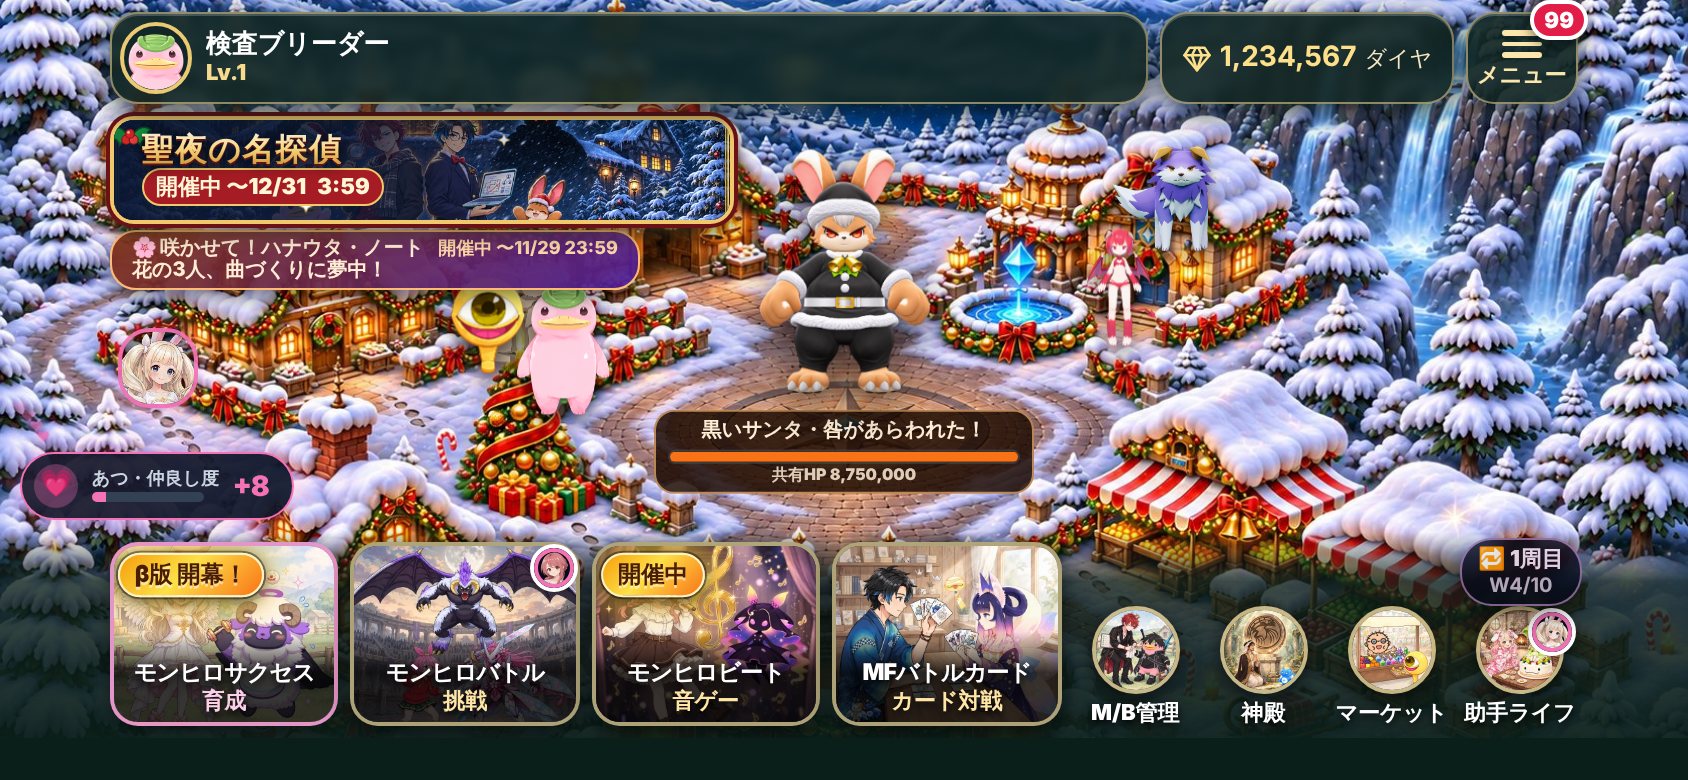 検査ブリーダー
Lv.1
1,234,567 ダイヤ
99
メニュー
聖夜の名探偵
開催中 〜12/31 3:59
🌸 咲かせて！ハナウタ・ノート 開催中 〜11/29 23:59
花の3人、曲づくりに夢中！
黒いサンタ・咎があらわれた！
共有HP 8,750,000
あつ・仲良し度 +8
β版 開幕！
モンヒロサクセス
育成
モンヒロバトル
挑戦
開催中
モンヒロビート
音ゲー
MFバトルカード
カード対戦
M/B管理
神殿
マーケット
🔁 1周目
W4/10
助手ライフ